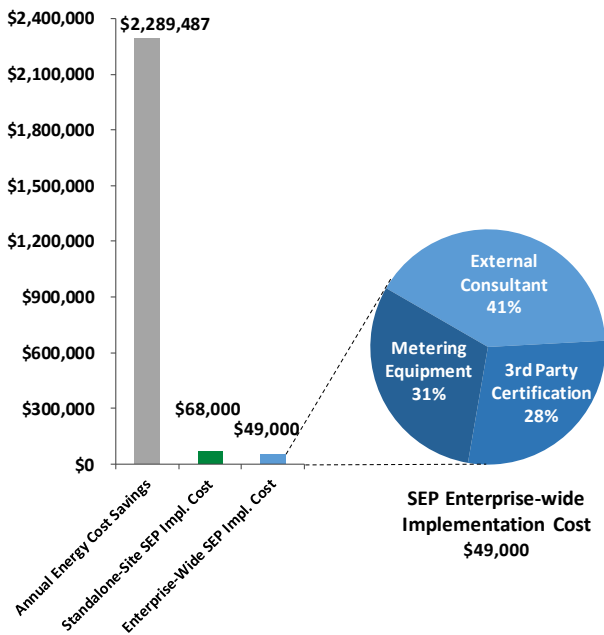 $2,400,000
$2,100,000
$1,800,000
$1,500,000
$1,200,000
$900,000
$600,000
$300,000
$0
$2,289,487
$68,000
$49,000
Annual Energy Cost Savings
Standalone-Site SEP Impl. Cost
Enterprise-Wide SEP Impl. Cost
External
Consultant
41%
Metering
Equipment
31%
3rd Party
Certification
28%
SEP Enterprise-wide
Implementation Cost
$49,000